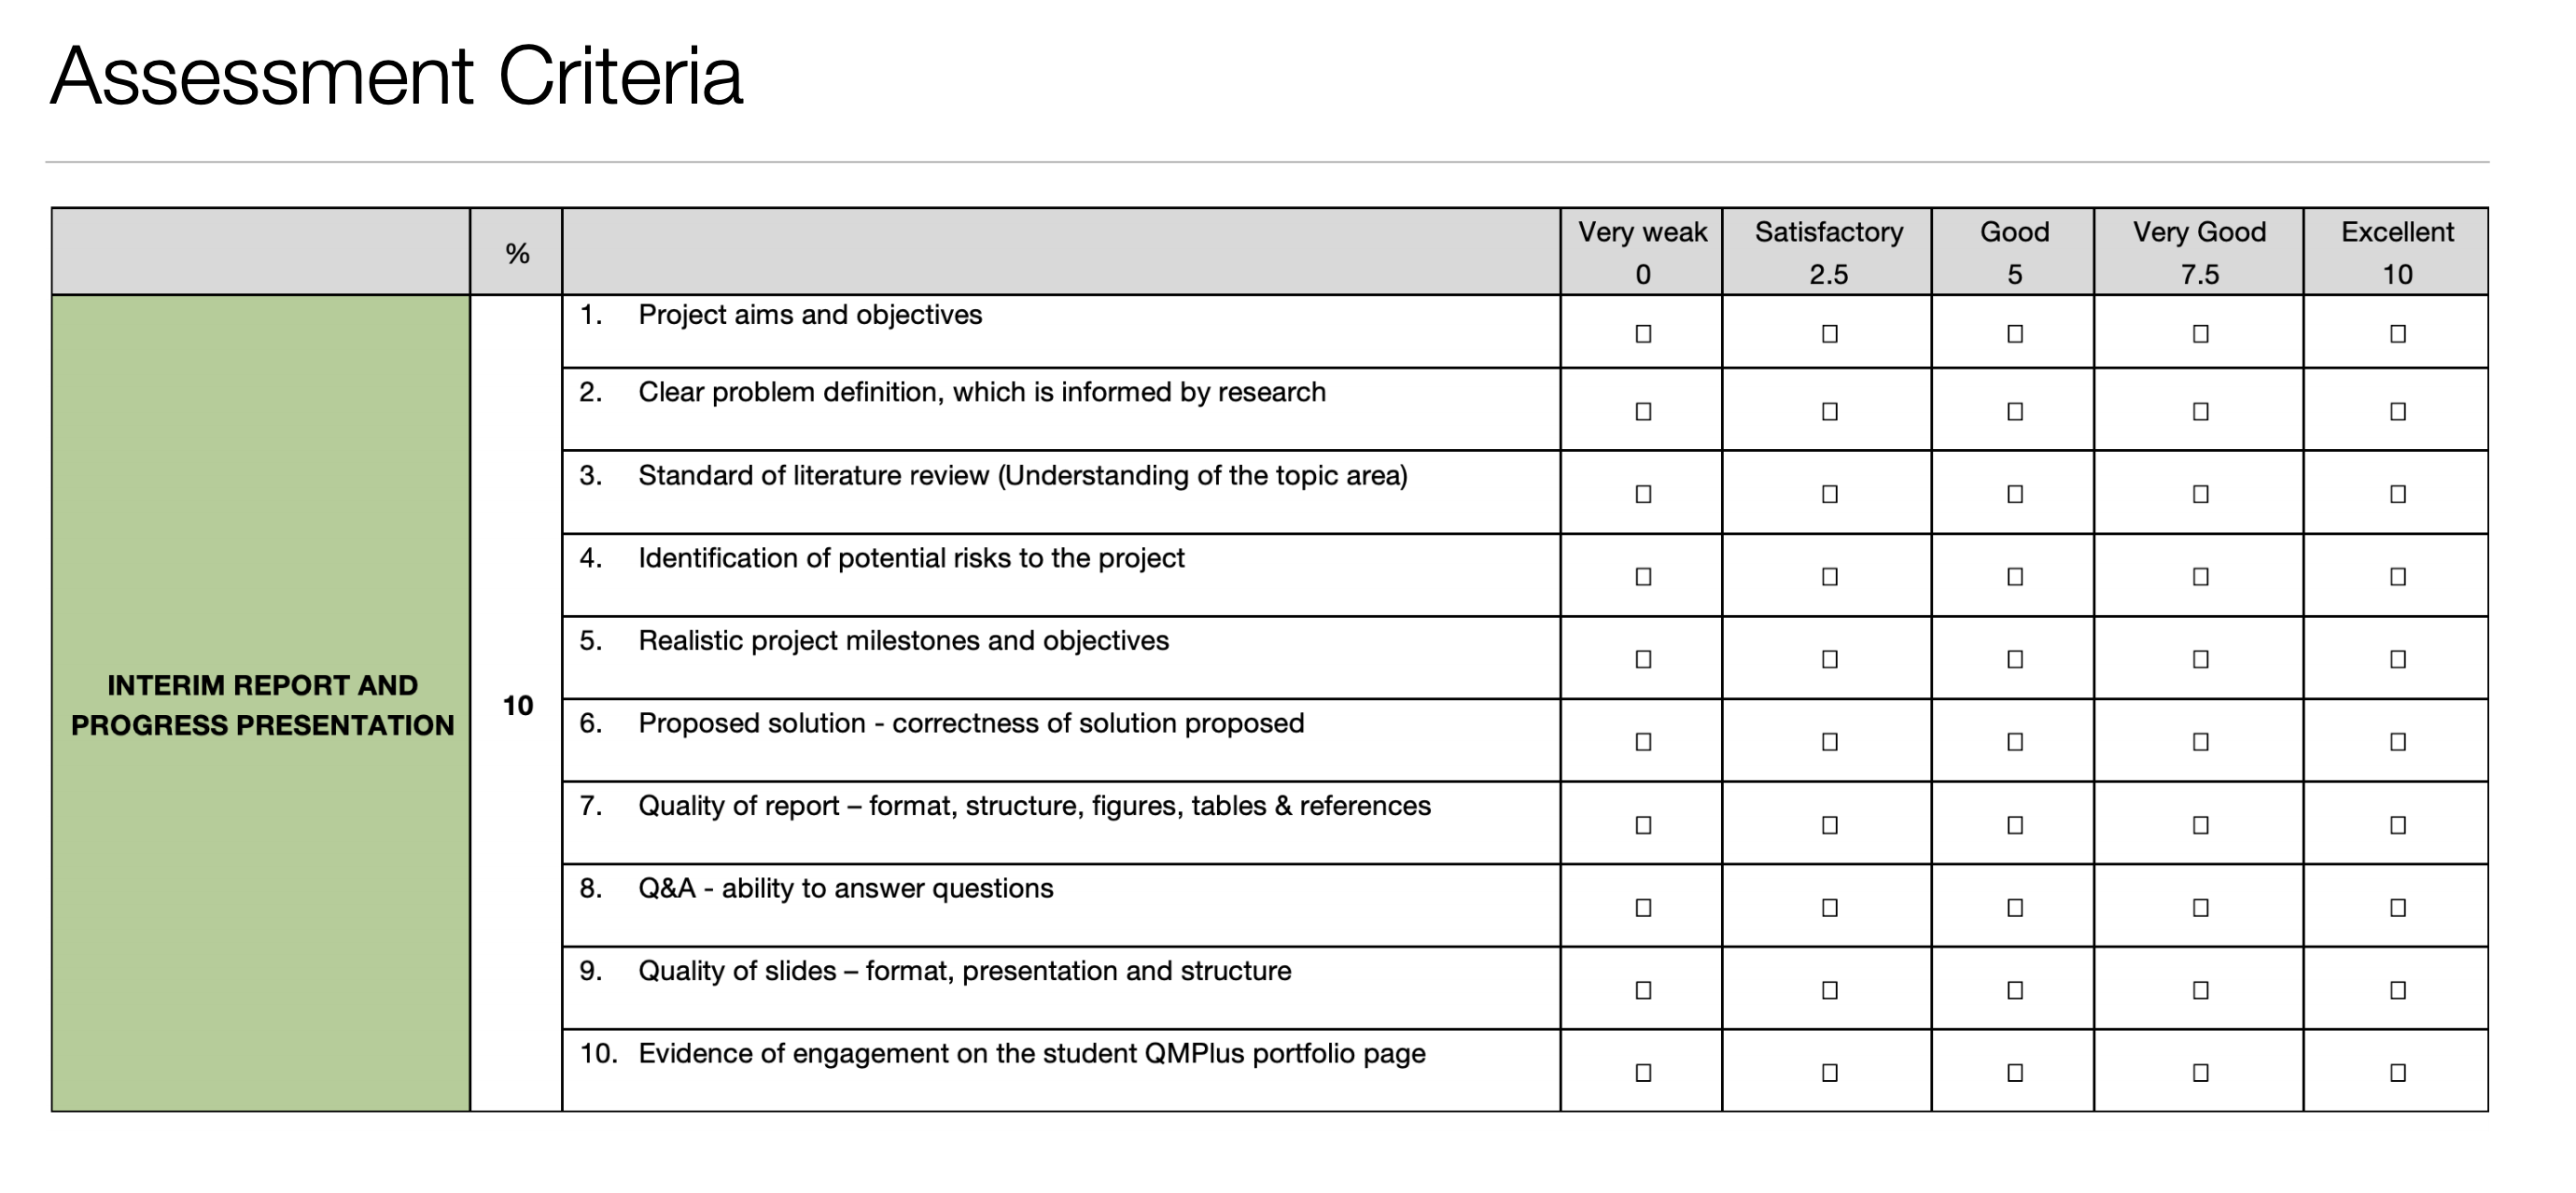 Assessment Criteria
%
Very weak
0
Satisfactory
2.5
Good
5
Very Good
7.5
Excellent
10
INTERIM REPORT AND
PROGRESS PRESENTATION
10
1. Project aims and objectives
2. Clear problem definition, which is informed by research
3. Standard of literature review (Understanding of the topic area)
4. Identification of potential risks to the project
5. Realistic project milestones and objectives
6. Proposed solution - correctness of solution proposed
7. Quality of report – format, structure, figures, tables & references
8. Q&A - ability to answer questions
9. Quality of slides – format, presentation and structure
10. Evidence of engagement on the student QMPlus portfolio page